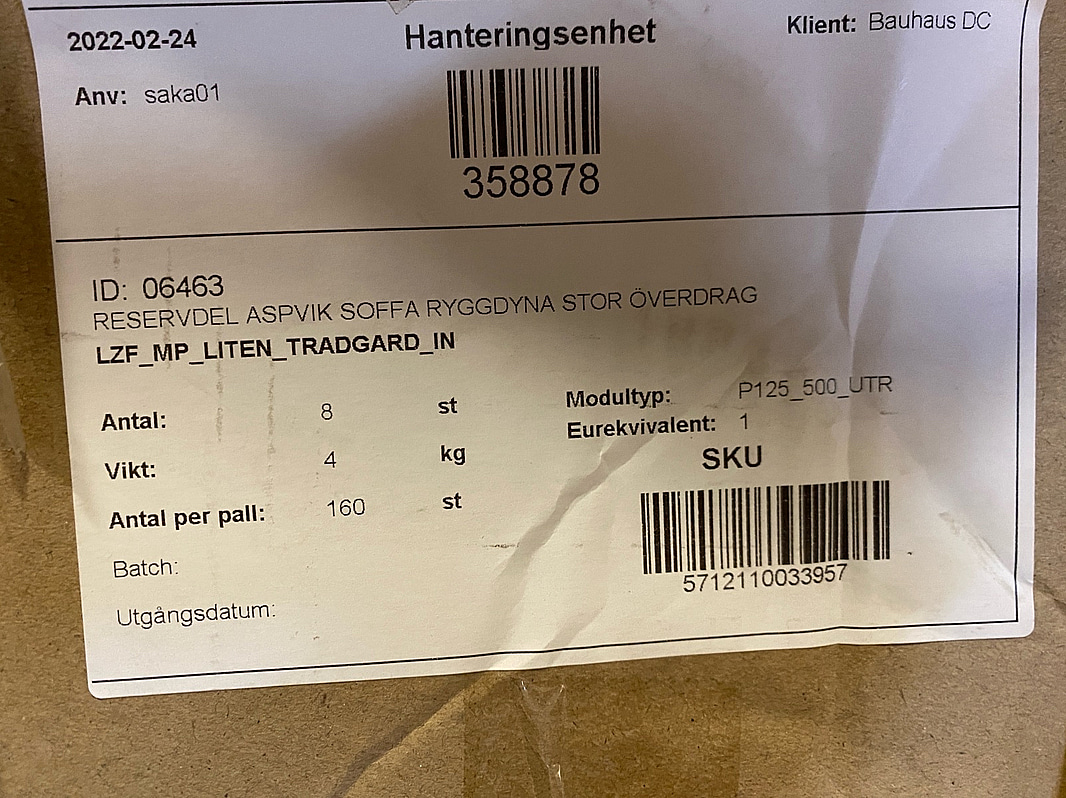 2022-02-24 Hanteringsenhet Klient: Bauhaus DC
Anv: saka01
358878
ID: 06463
RESERVDEL ASPVIK SOFFA RYGGDYNA STOR ÖVERDRAG
LZF_MP_LITEN_TRADGARD_IN
Antal: 8 st Modultyp: P125_500_UTR
Eurekvivalent: 1
Vikt: 4 kg SKU
Antal per pall: 160 st
Batch: 5712110033957
Utgångsdatum: